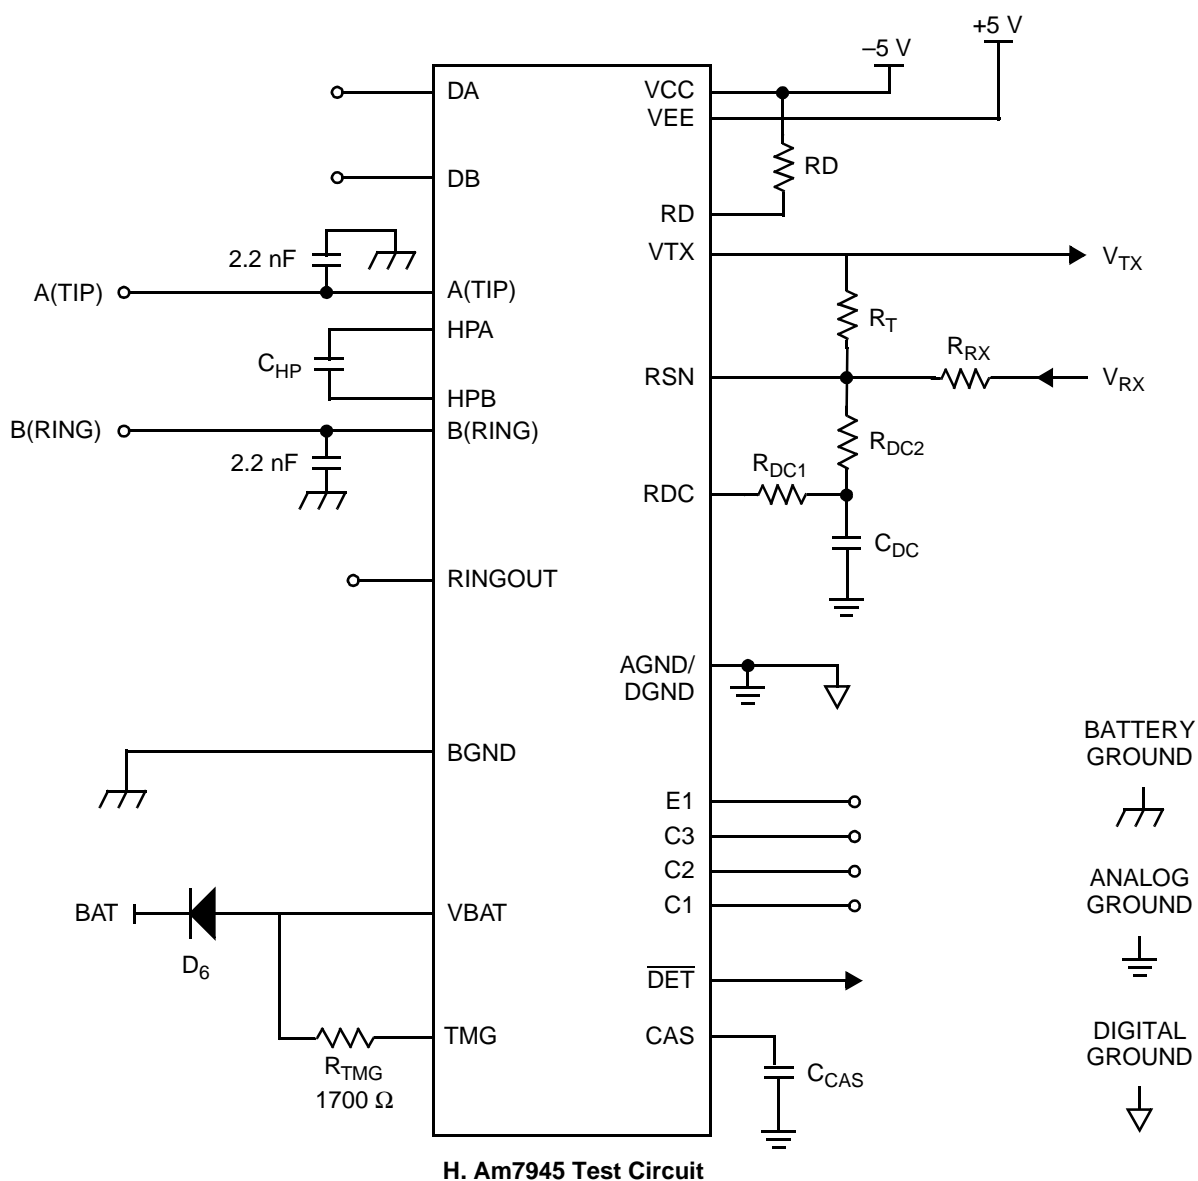 +5 V
–5 V
DA
VCC
VEE
DB
RD
RD
2.2 nF
VTX
V_TX
A(TIP)
A(TIP)
R_T
HPA
C_HP
R_RX
RSN
V_RX
HPB
B(RING)
B(RING)
R_DC2
2.2 nF
R_DC1
RDC
C_DC
RINGOUT
AGND/
DGND
BATTERY
GROUND
BGND
E1
C3
C2
ANALOG
GROUND
C1
BAT
VBAT
D_6
DET
DIGITAL
GROUND
TMG
CAS
R_TMG
1700 Ω
C_CAS
H. Am7945 Test Circuit